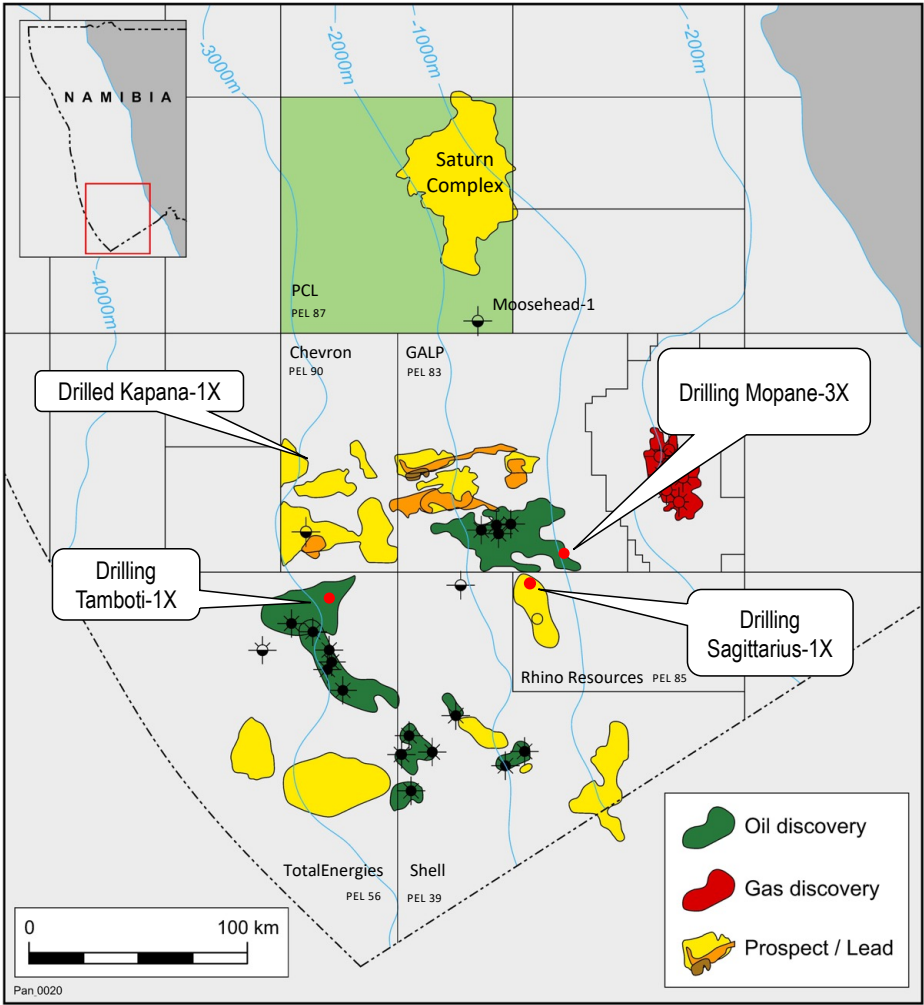 -3000m
-2000m
-1000m
-200m
NAMIBIA
Saturn
Complex
-4000m
PCL
PEL 87
Moosehead-1
Chevron
PEL 90
GALP
PEL 83
Drilled Kapana-1X
Drilling Mopane-3X
Drilling
Tamboti-1X
Drilling
Sagittarius-1X
Rhino Resources PEL 85
TotalEnergies
PEL 56
Shell
PEL 39
Oil discovery
Gas discovery
Prospect / Lead
0 100 km
Pan_0020